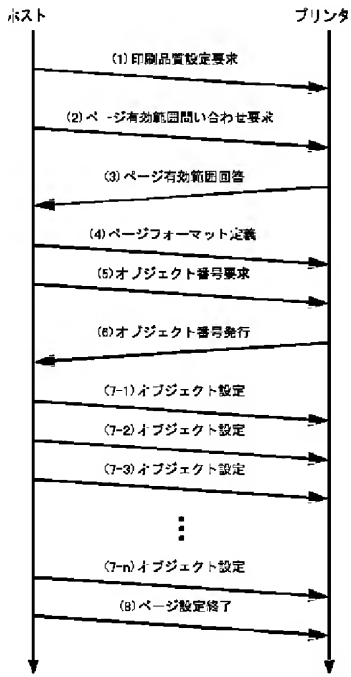 ホスト プリンタ
(1)印刷品質設定要求
(2)ページ有効範囲問い合わせ要求
(3)ページ有効範囲回答
(4)ページフォーマット定義
(5)オブジェクト番号要求
(6)オブジェクト番号発行
(7-1)オブジェクト設定
(7-2)オブジェクト設定
(7-3)オブジェクト設定
(7-n)オブジェクト設定
(8)ページ設定終了